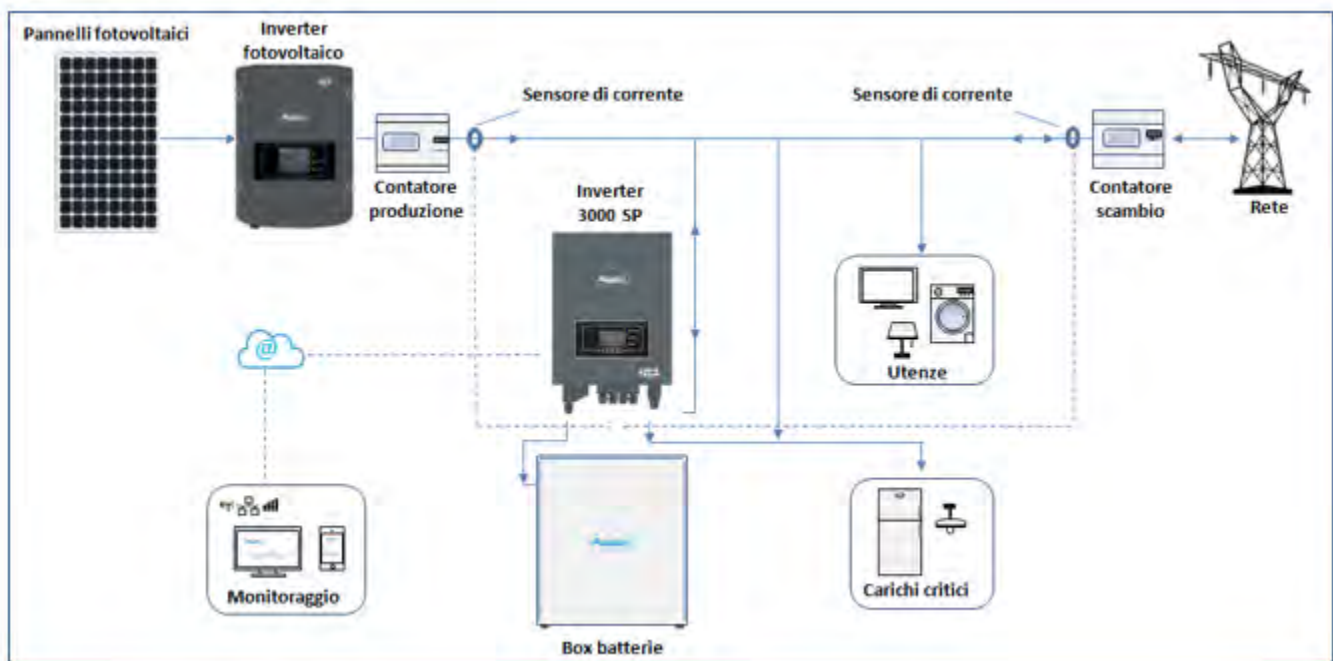 Pannelli fotovoltaici
Inverter
fotovoltaico
Sensore di corrente
Sensore di corrente
Contatore
produzione
Inverter
3000 SP
Contatore
scambio
Rete
@
Utenze
Monitoraggio
Carichi critici
Box batterie